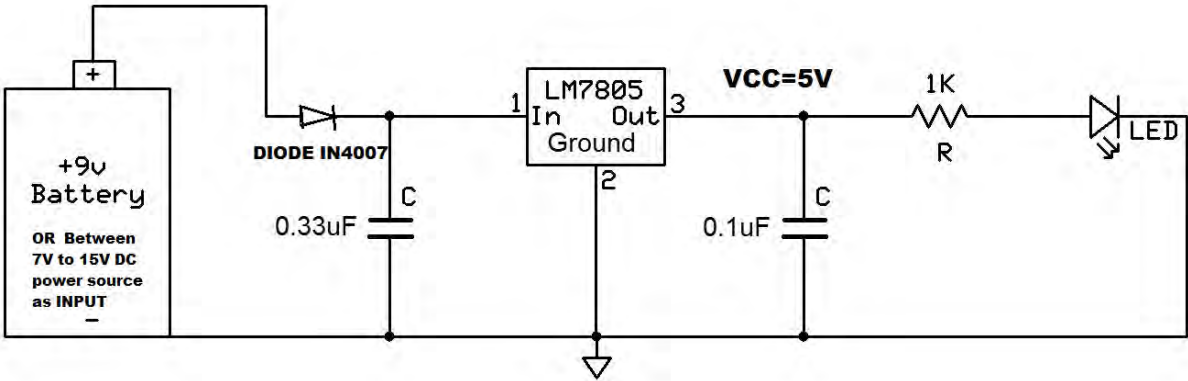 +
+9v
Battery
OR Between
7V to 15V DC
power source
as INPUT
-
DIODE IN4007
C
0.33uF
1
LM7805
In Out
Ground
3
2
VCC=5V
C
0.1uF
1K
R
LED